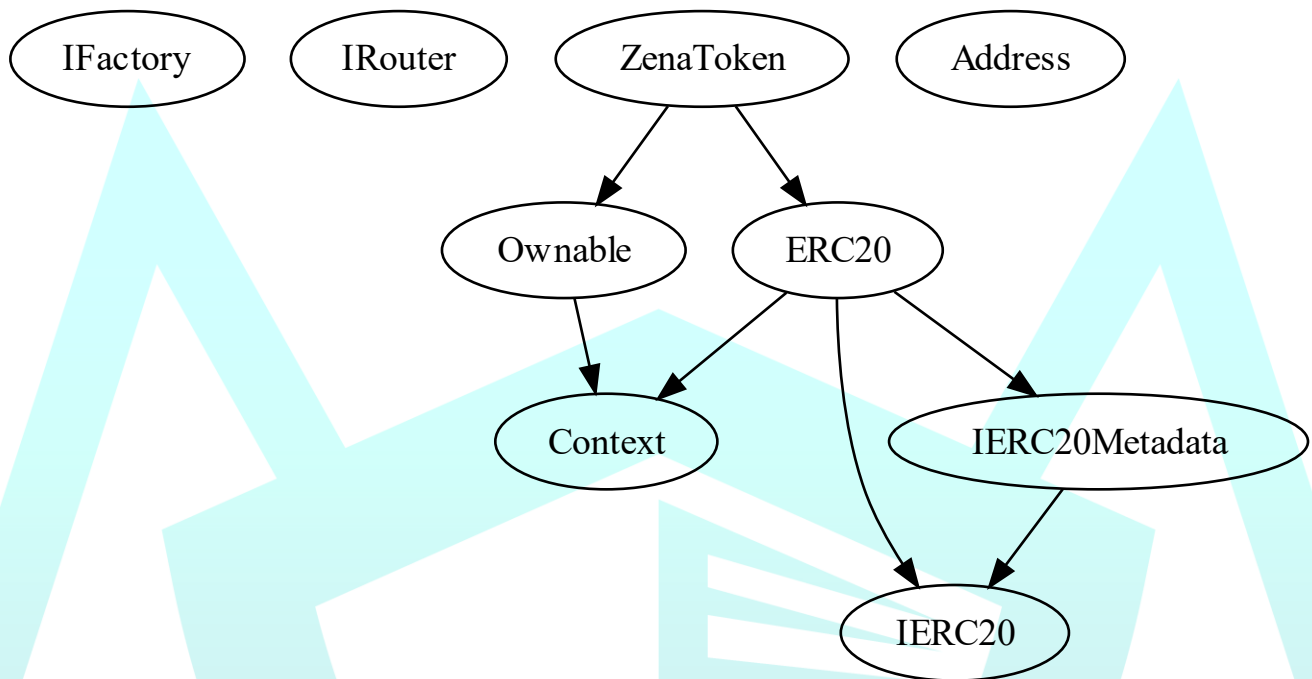 IFactory
IRouter
ZenaToken
Address
Ownable
ERC20
Context
IERC20Metadata
IERC20